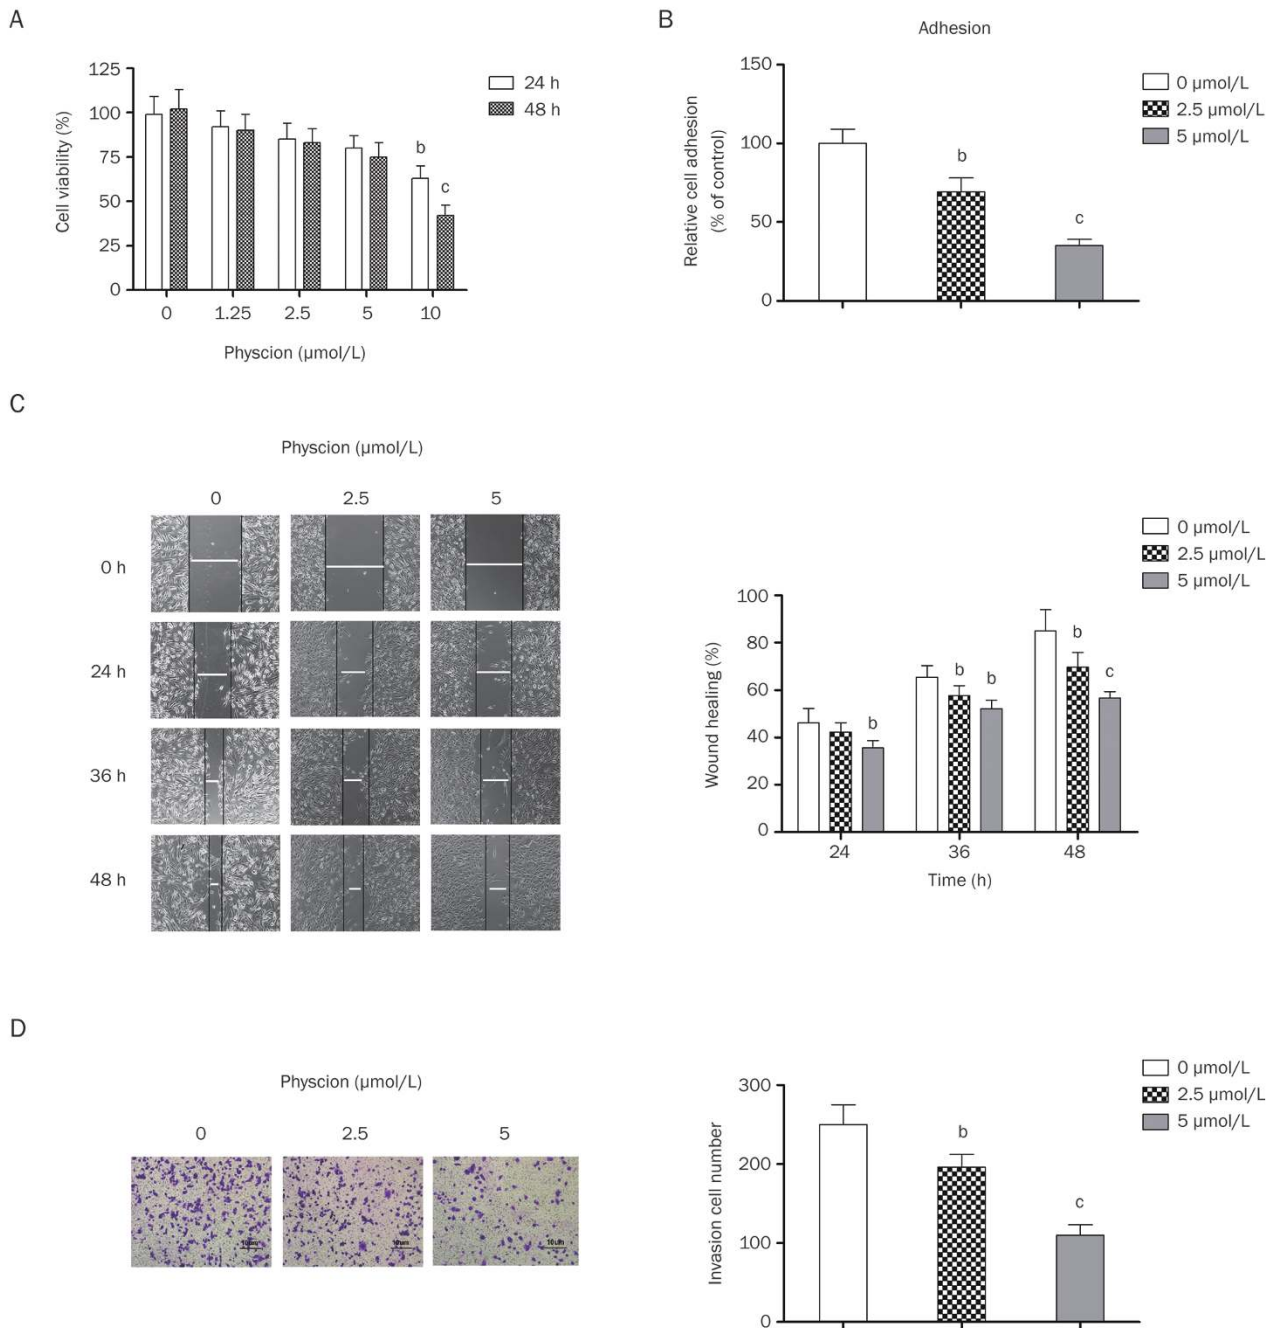 A
125
100
75
50
25
0
Cell viability (%)
b
c
24 h
48 h
0 1.25 2.5 5 10
Physcion (µmol/L)
B
Adhesion
150
100
50
0
Relative cell adhesion
(% of control)
b
c
0 µmol/L
2.5 µmol/L
5 µmol/L
C
Physcion (µmol/L)
0 2.5 5
0 h
24 h
36 h
48 h
100
80
60
40
20
0
Wound healing (%)
b
b
b
b
c
0 µmol/L
2.5 µmol/L
5 µmol/L
24 36 48
Time (h)
D
Physcion (µmol/L)
0 2.5 5
10um
10um
10um
300
200
100
0
Invasion cell number
b
c
0 µmol/L
2.5 µmol/L
5 µmol/L